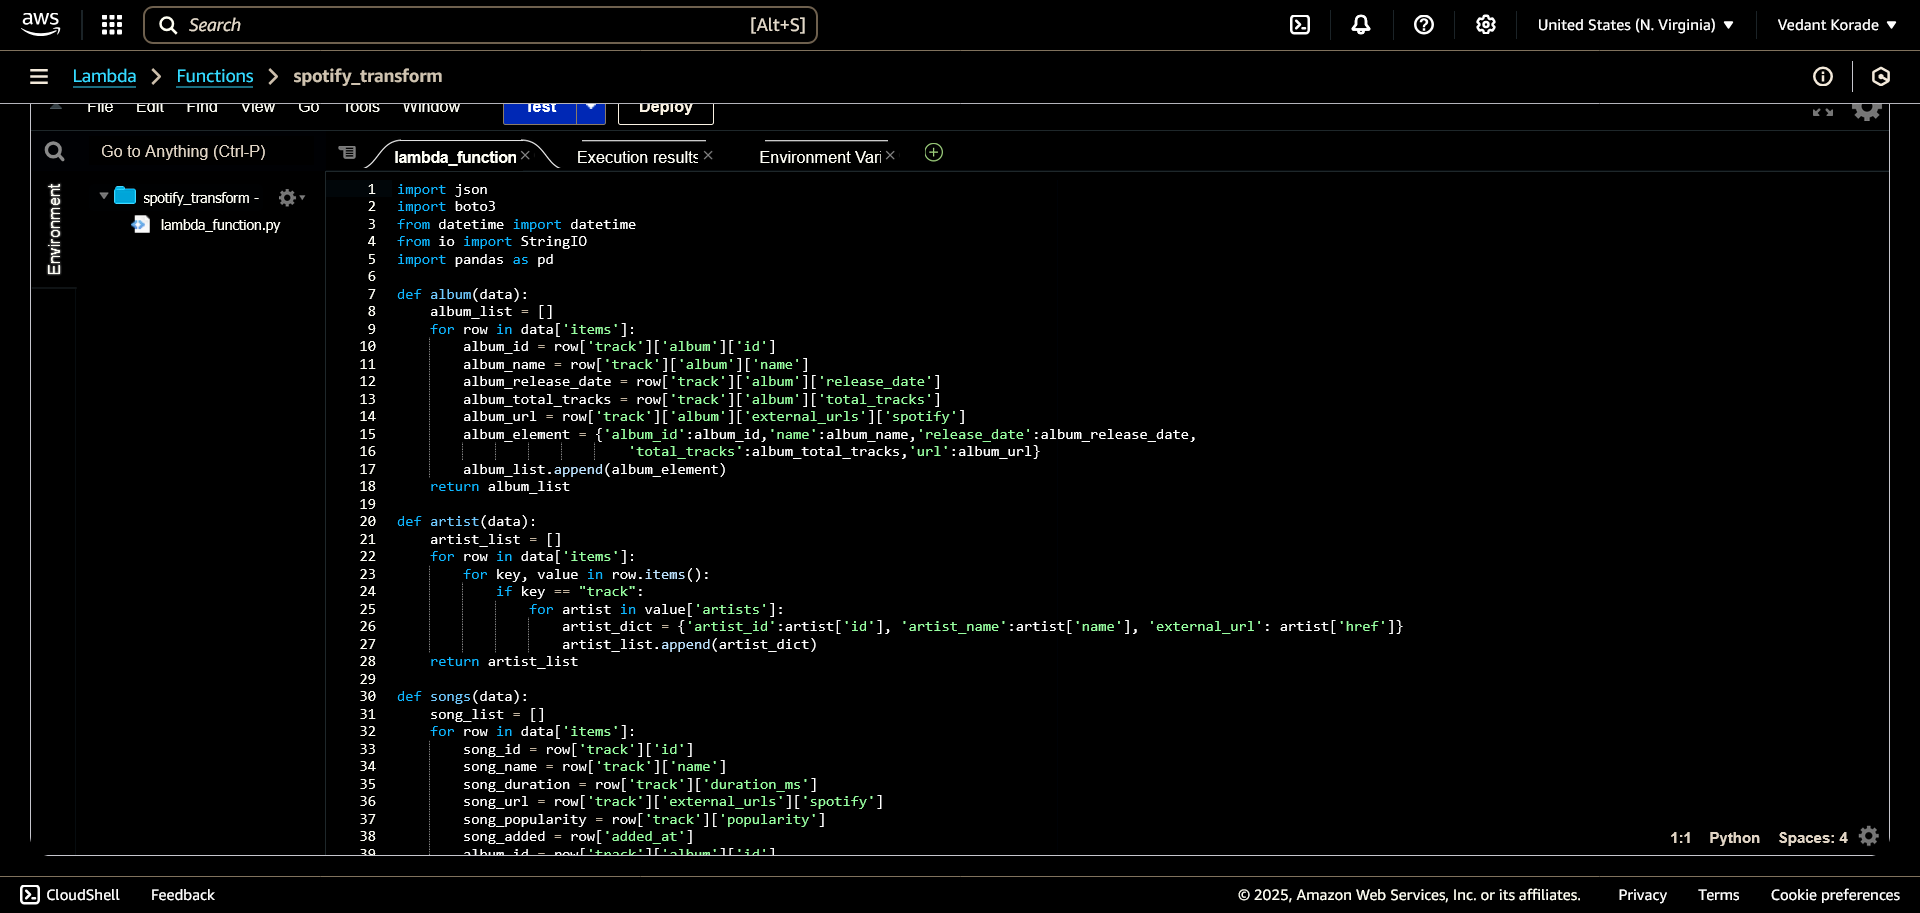 aws
Search [Alt+S]
United States (N. Virginia)
Vedant Korade
Lambda Functions spotify_transform
File Edit Find View Go Tools Window Test Deploy
Go to Anything (Ctrl-P)
lambda_function Execution results Environment Vari
Environment
spotify_transform -
lambda_function.py
1 import json
2 import boto3
3 from datetime import datetime
4 from io import StringIO
5 import pandas as pd
6
7 def album(data):
8 album_list = []
9 for row in data['items']:
10 album_id = row['track']['album']['id']
11 album_name = row['track']['album']['name']
12 album_release_date = row['track']['album']['release_date']
13 album_total_tracks = row['track']['album']['total_tracks']
14 album_url = row['track']['album']['external_urls']['spotify']
15 album_element = {'album_id':album_id,'name':album_name,'release_date':album_release_date,
16 'total_tracks':album_total_tracks,'url':album_url}
17 album_list.append(album_element)
18 return album_list
19
20 def artist(data):
21 artist_list = []
22 for row in data['items']:
23 for key, value in row.items():
24 if key == "track":
25 for artist in value['artists']:
26 artist_dict = {'artist_id':artist['id'], 'artist_name':artist['name'], 'external_url': artist['href']}
27 artist_list.append(artist_dict)
28 return artist_list
29
30 def songs(data):
31 song_list = []
32 for row in data['items']:
33 song_id = row['track']['id']
34 song_name = row['track']['name']
35 song_duration = row['track']['duration_ms']
36 song_url = row['track']['external_urls']['spotify']
37 song_popularity = row['track']['popularity']
38 song_added = row['added_at']
39 album_id = row['track']['album']['id']
1:1 Python Spaces: 4
CloudShell Feedback
© 2025, Amazon Web Services, Inc. or its affiliates. Privacy Terms Cookie preferences